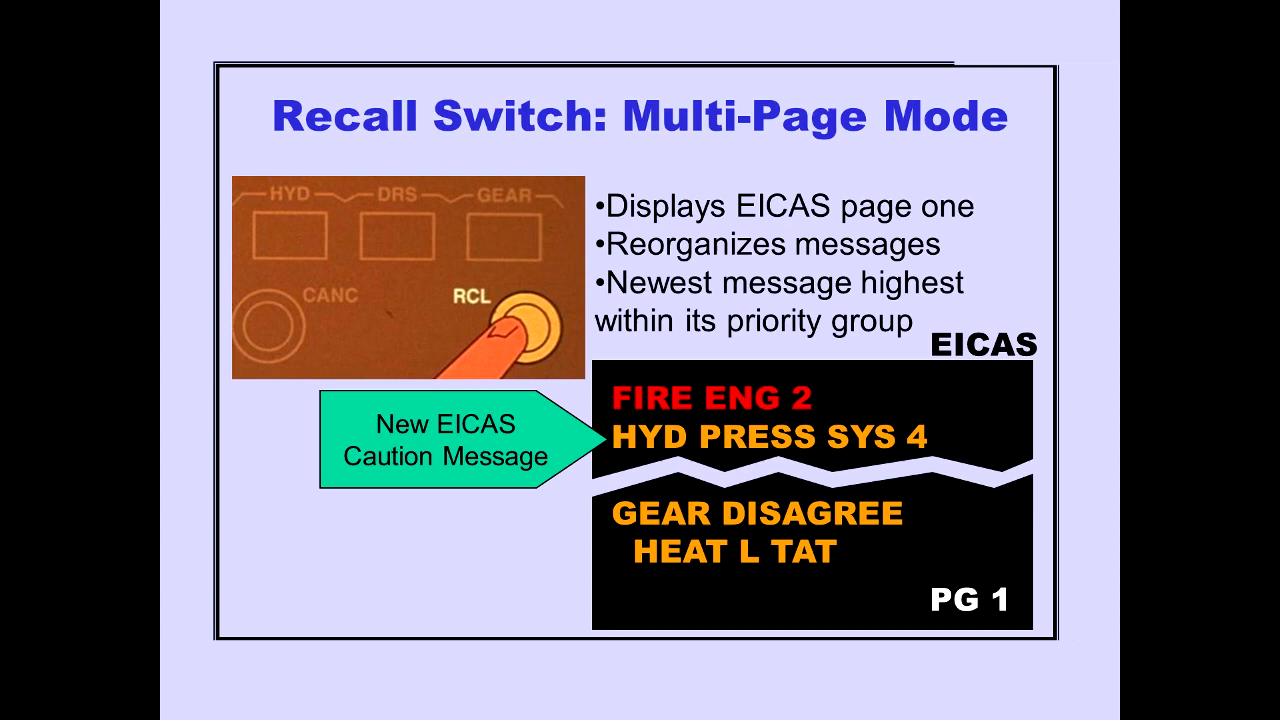 Recall Switch: Multi-Page Mode
HYD DRS GEAR
CANC RCL
•Displays EICAS page one
•Reorganizes messages
•Newest message highest
within its priority group
EICAS
New EICAS
Caution Message
FIRE ENG 2
HYD PRESS SYS 4
GEAR DISAGREE
HEAT L TAT
PG 1